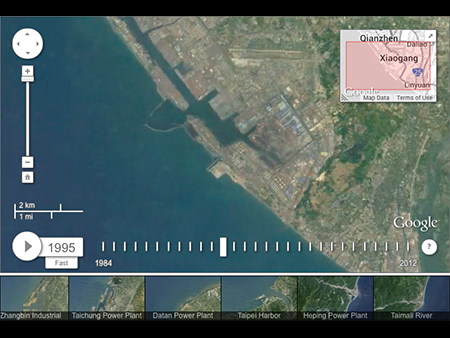 Qianzhen
Daliao
Xiaogang
Linyuan
Google
Map Data Terms of Use
2 km
1 mi
Google
1995
Fast
1984
2012
?
Zhangbin Industrial
Taichung Power Plant
Datan Power Plant
Taipei Harbor
Heping Power Plant
Taimali River